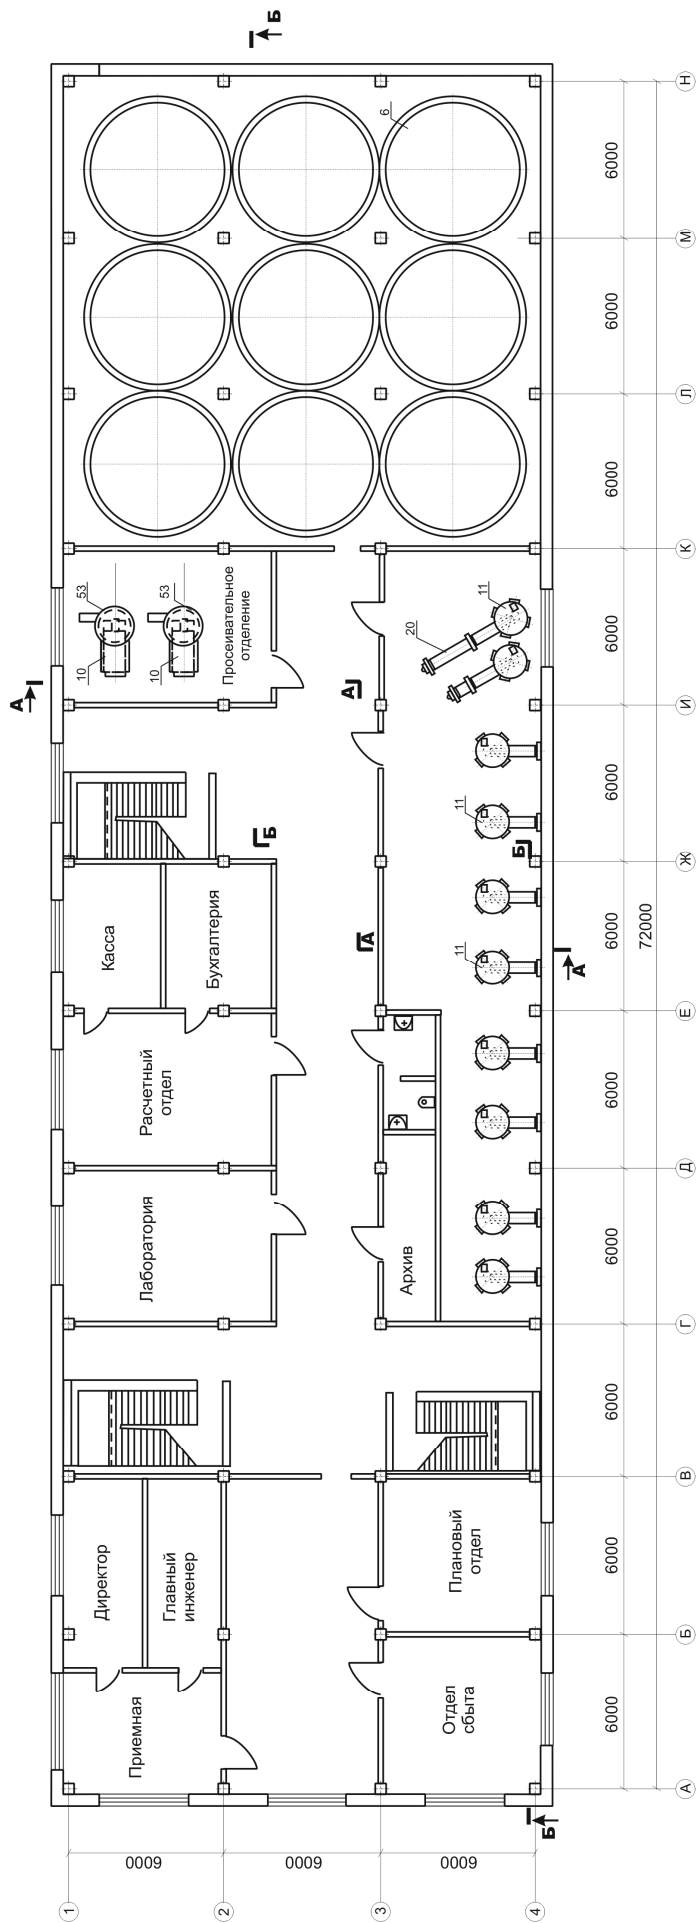 Б
А
А
53
53
10
10
Просеивательное
отделение
6
20
11
11
11
А
Б
Б
А
А
Б
Касса
Бухгалтерия
Расчетный
отдел
Лаборатория
Архив
Директор
Главный
инженер
Приемная
Плановый
отдел
Отдел
сбыта
6000
6000
6000
6000
6000
6000
6000
6000
6000
6000
6000
72000
6000
6000
6000
1
2
3
4
А
Б
В
Г
Д
Е
Ж
И
К
Л
М
Н